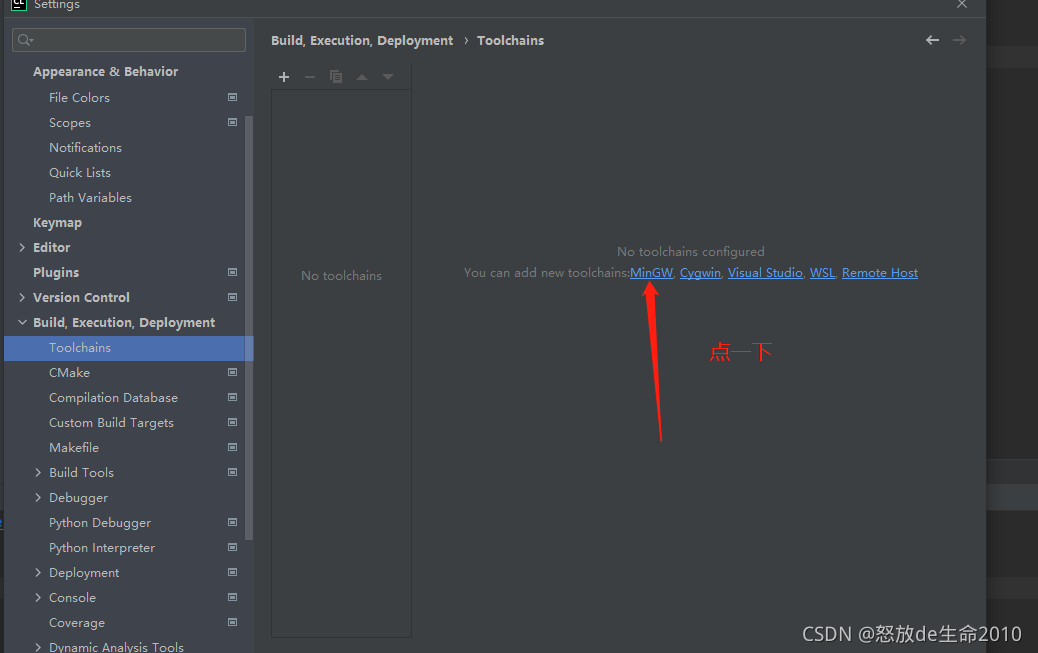 CL Settings
Build, Execution, Deployment › Toolchains
Appearance & Behavior
File Colors
Scopes
Notifications
Quick Lists
Path Variables
Keymap
Editor
Plugins
Version Control
Build, Execution, Deployment
Toolchains
CMake
Compilation Database
Custom Build Targets
Makefile
Build Tools
Debugger
Python Debugger
Python Interpreter
Deployment
Console
Coverage
Dynamic Analysis Tools
No toolchains
No toolchains configured
You can add new toolchains:MinGW, Cygwin, Visual Studio, WSL, Remote Host
点一下
CSDN @怒放de生命2010